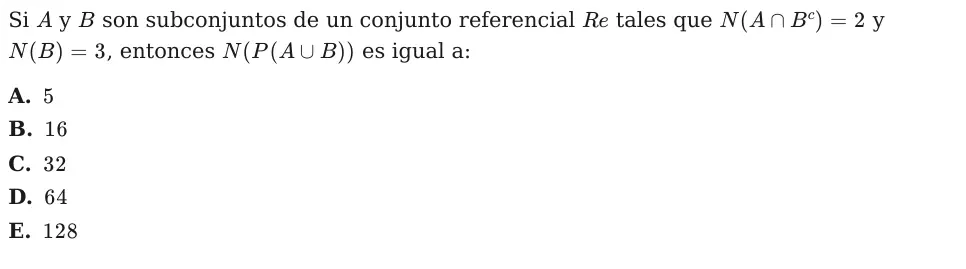 Si A y B son subconjuntos de un conjunto referencial Re tales que N(A ∩ Bᶜ) = 2 y
N(B) = 3, entonces N(P(A ∪ B)) es igual a:
A. 5
B. 16
C. 32
D. 64
E. 128